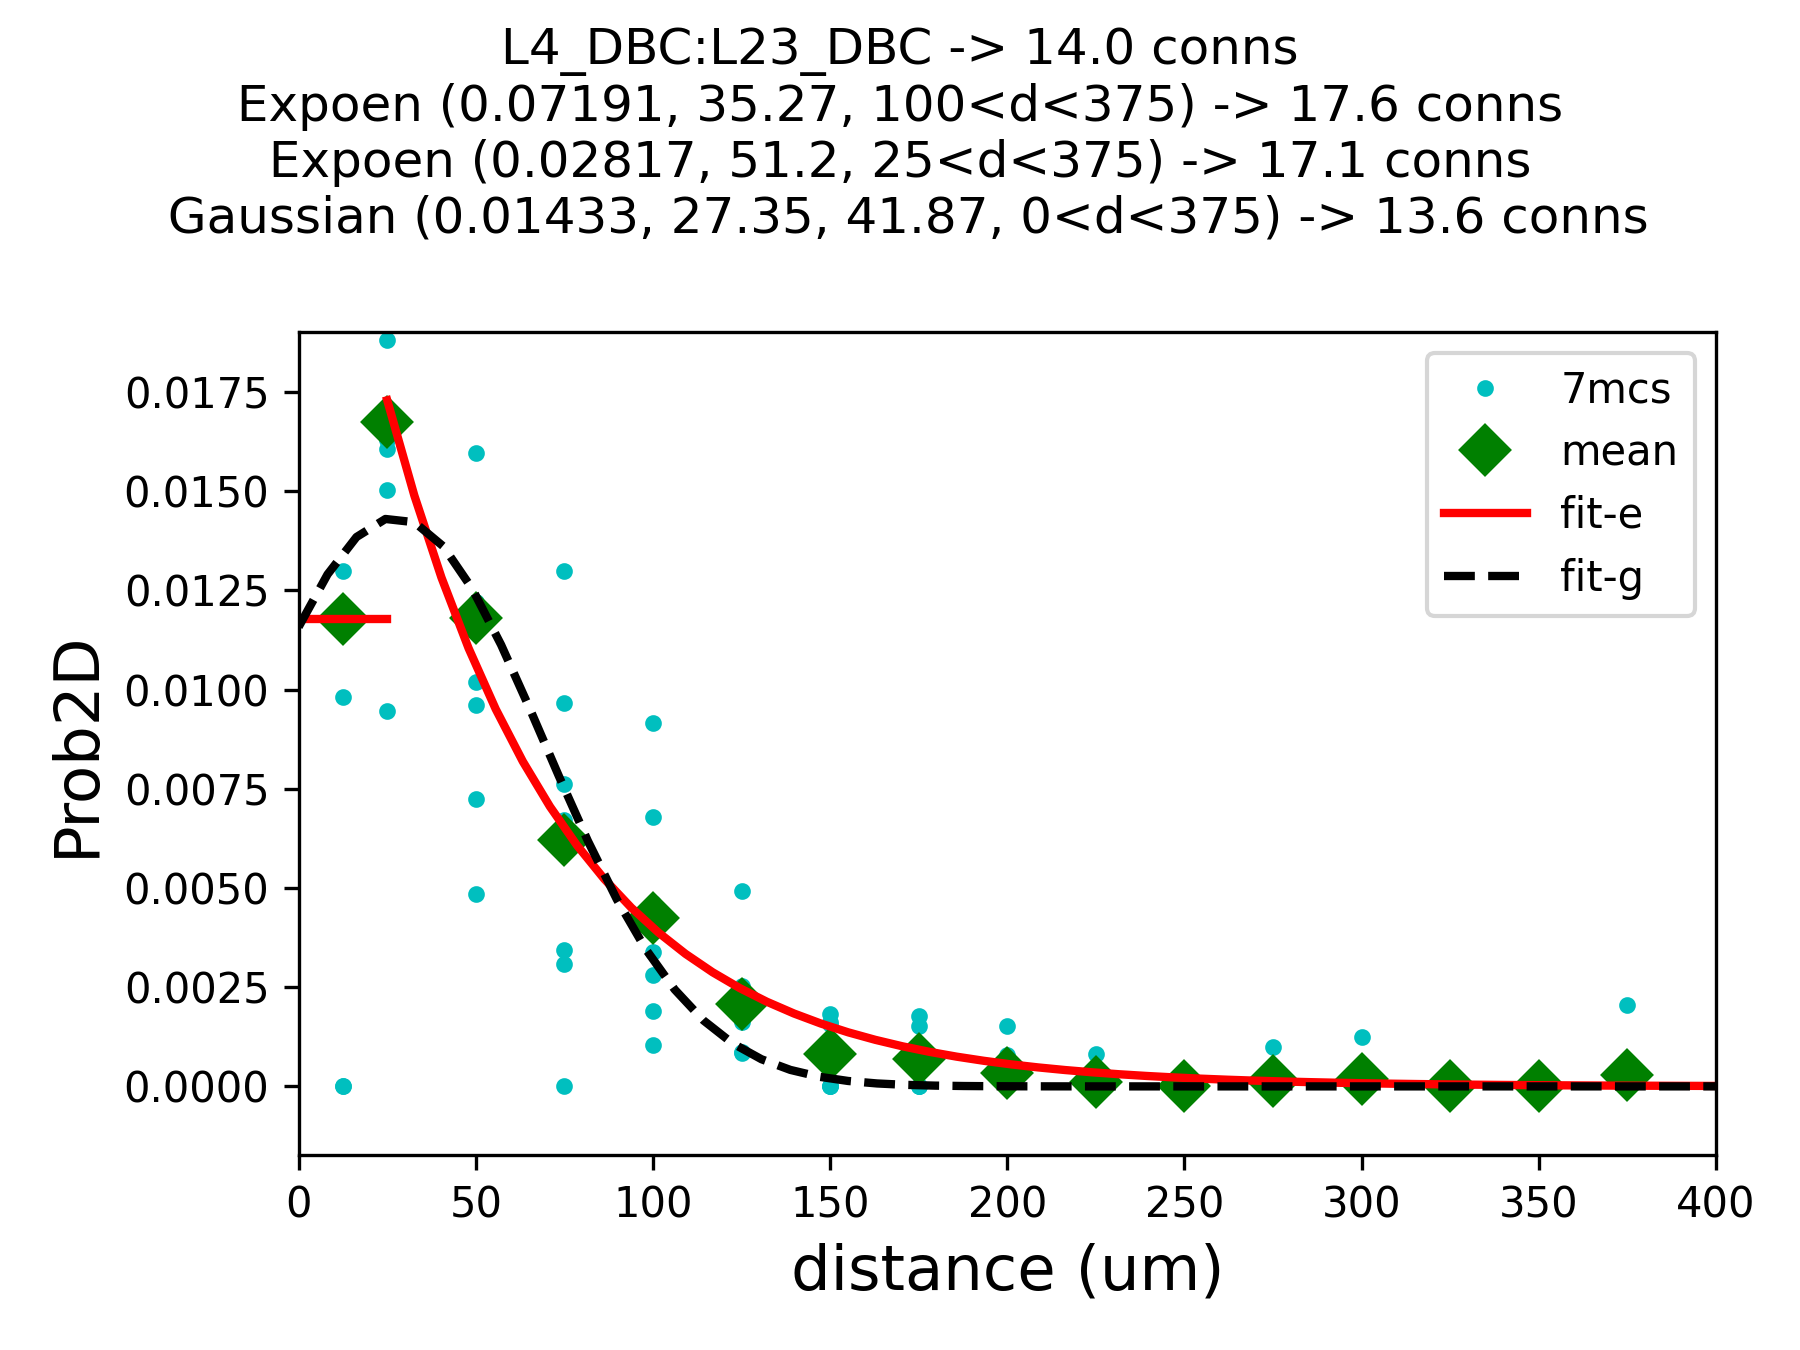 L4_DBC:L23_DBC -> 14.0 conns
Expoen (0.07191, 35.27, 100<d<375) -> 17.6 conns
Expoen (0.02817, 51.2, 25<d<375) -> 17.1 conns
Gaussian (0.01433, 27.35, 41.87, 0<d<375) -> 13.6 conns
7mcs
mean
fit-e
fit-g
Prob2D
0.0175
0.0150
0.0125
0.0100
0.0075
0.0050
0.0025
0.0000
0 50 100 150 200 250 300 350 400
distance (um)